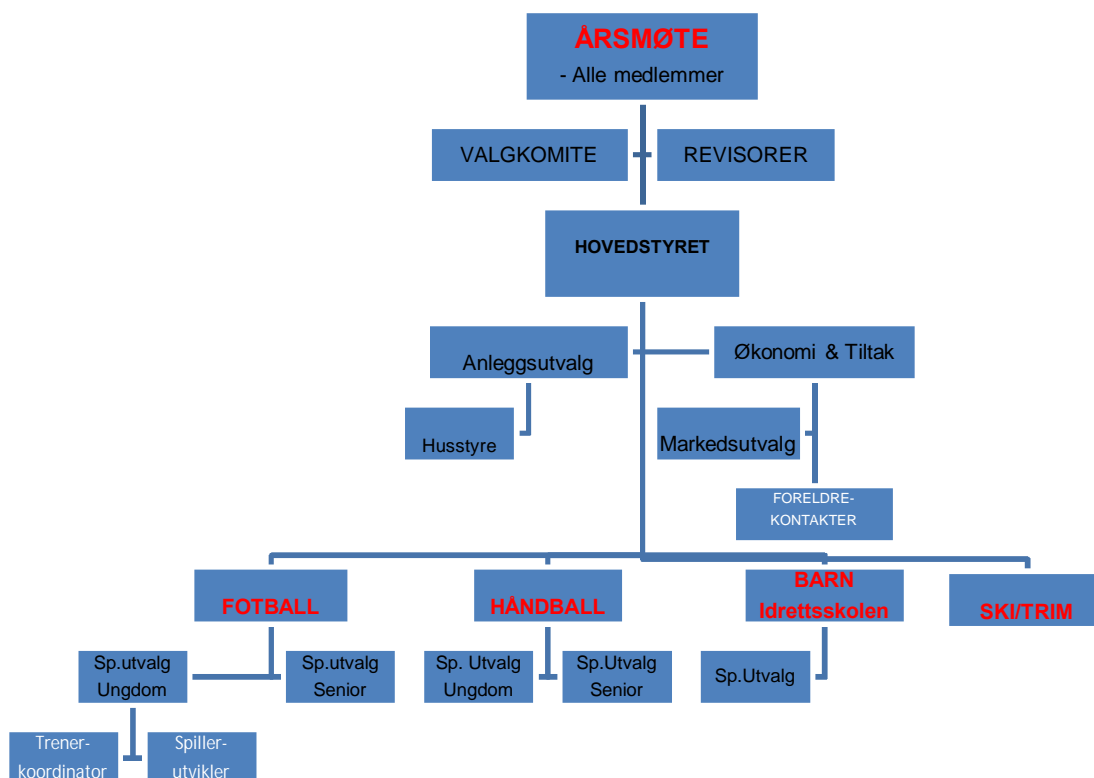 ÅRSMØTE
- Alle medlemmer
VALGKOMITE
REVISORER
HOVEDSTYRET
Anleggsutvalg
Økonomi & Tiltak
Husstyre
Markedsutvalg
FORELDRE-
KONTAKTER
FOTBALL
HÅNDBALL
BARN
Idrettsskolen
SKI/TRIM
Sp.utvalg
Ungdom
Sp.utvalg
Senior
Sp. Utvalg
Ungdom
Sp.Utvalg
Senior
Sp.Utvalg
Trener-
koordinator
Spiller-
utvikler